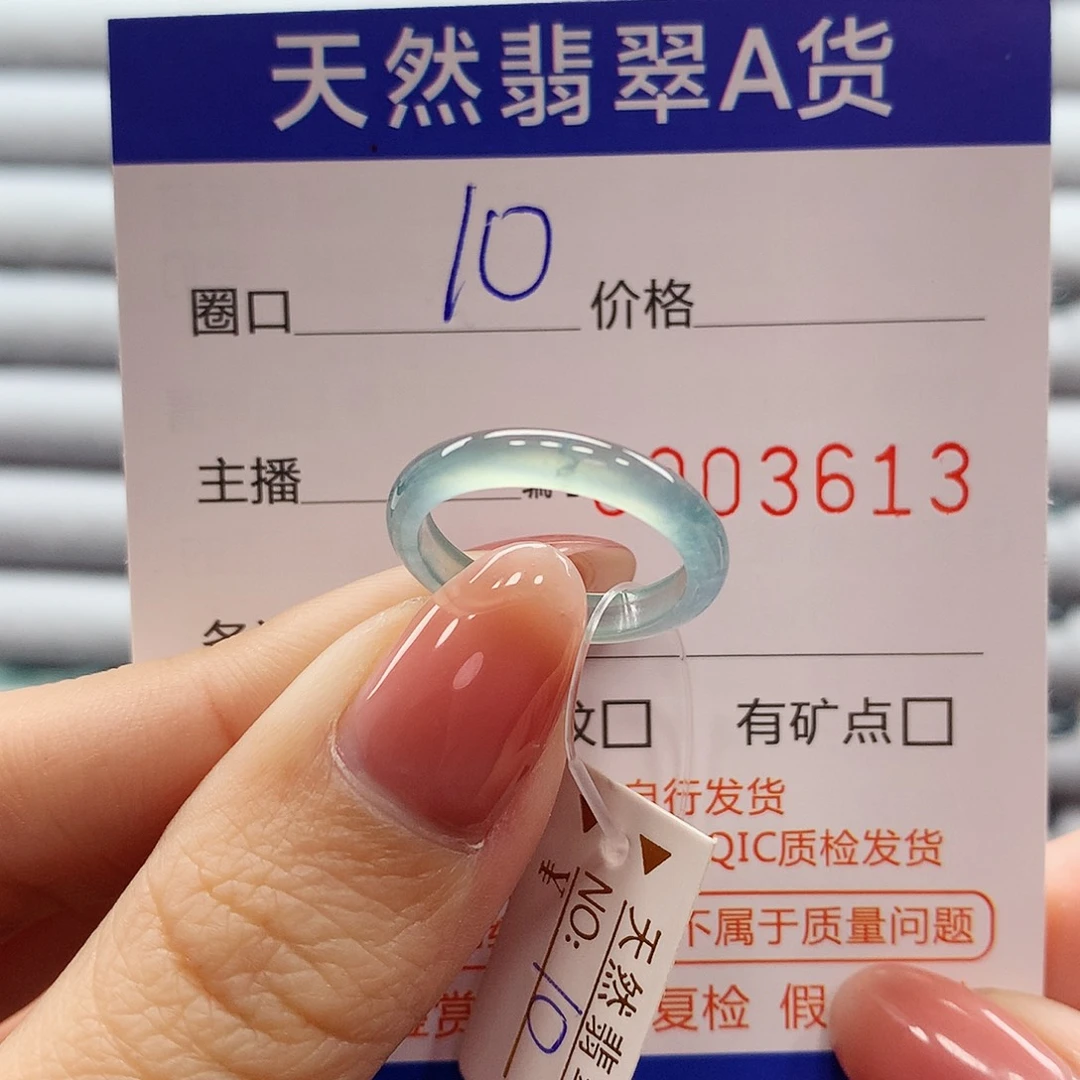 天然翡翠A货
圈口 10 价格
主播 03613
有矿点
自行发货
QIC质检发货
不属于质量问题
复检 假
天然翡
NO: 10
¥